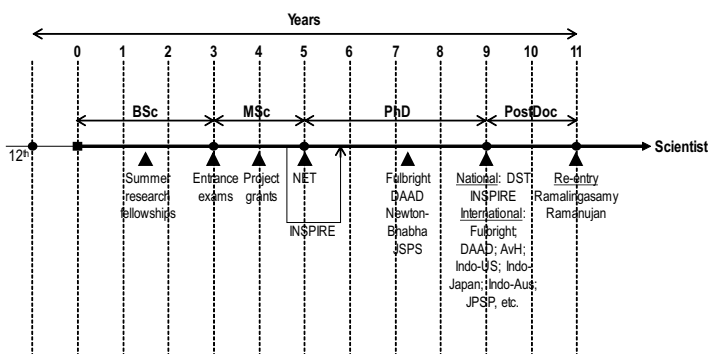 Years
0 1 2 3 4 5 6 7 8 9 10 11
BSc MSc PhD PostDoc
12th
Scientist
Summer
research
fellowships
Entrance
exams
Project
grants
NET
INSPIRE
Fulbright
DAAD
Newton-
Bhabha
JSPS
National: DST
INSPIRE
International:
Fulbright;
DAAD; AvH;
Indo-US; Indo-
Japan; Indo-Aus;
JPSP, etc.
Re-entry
Ramalingasamy
Ramanujan